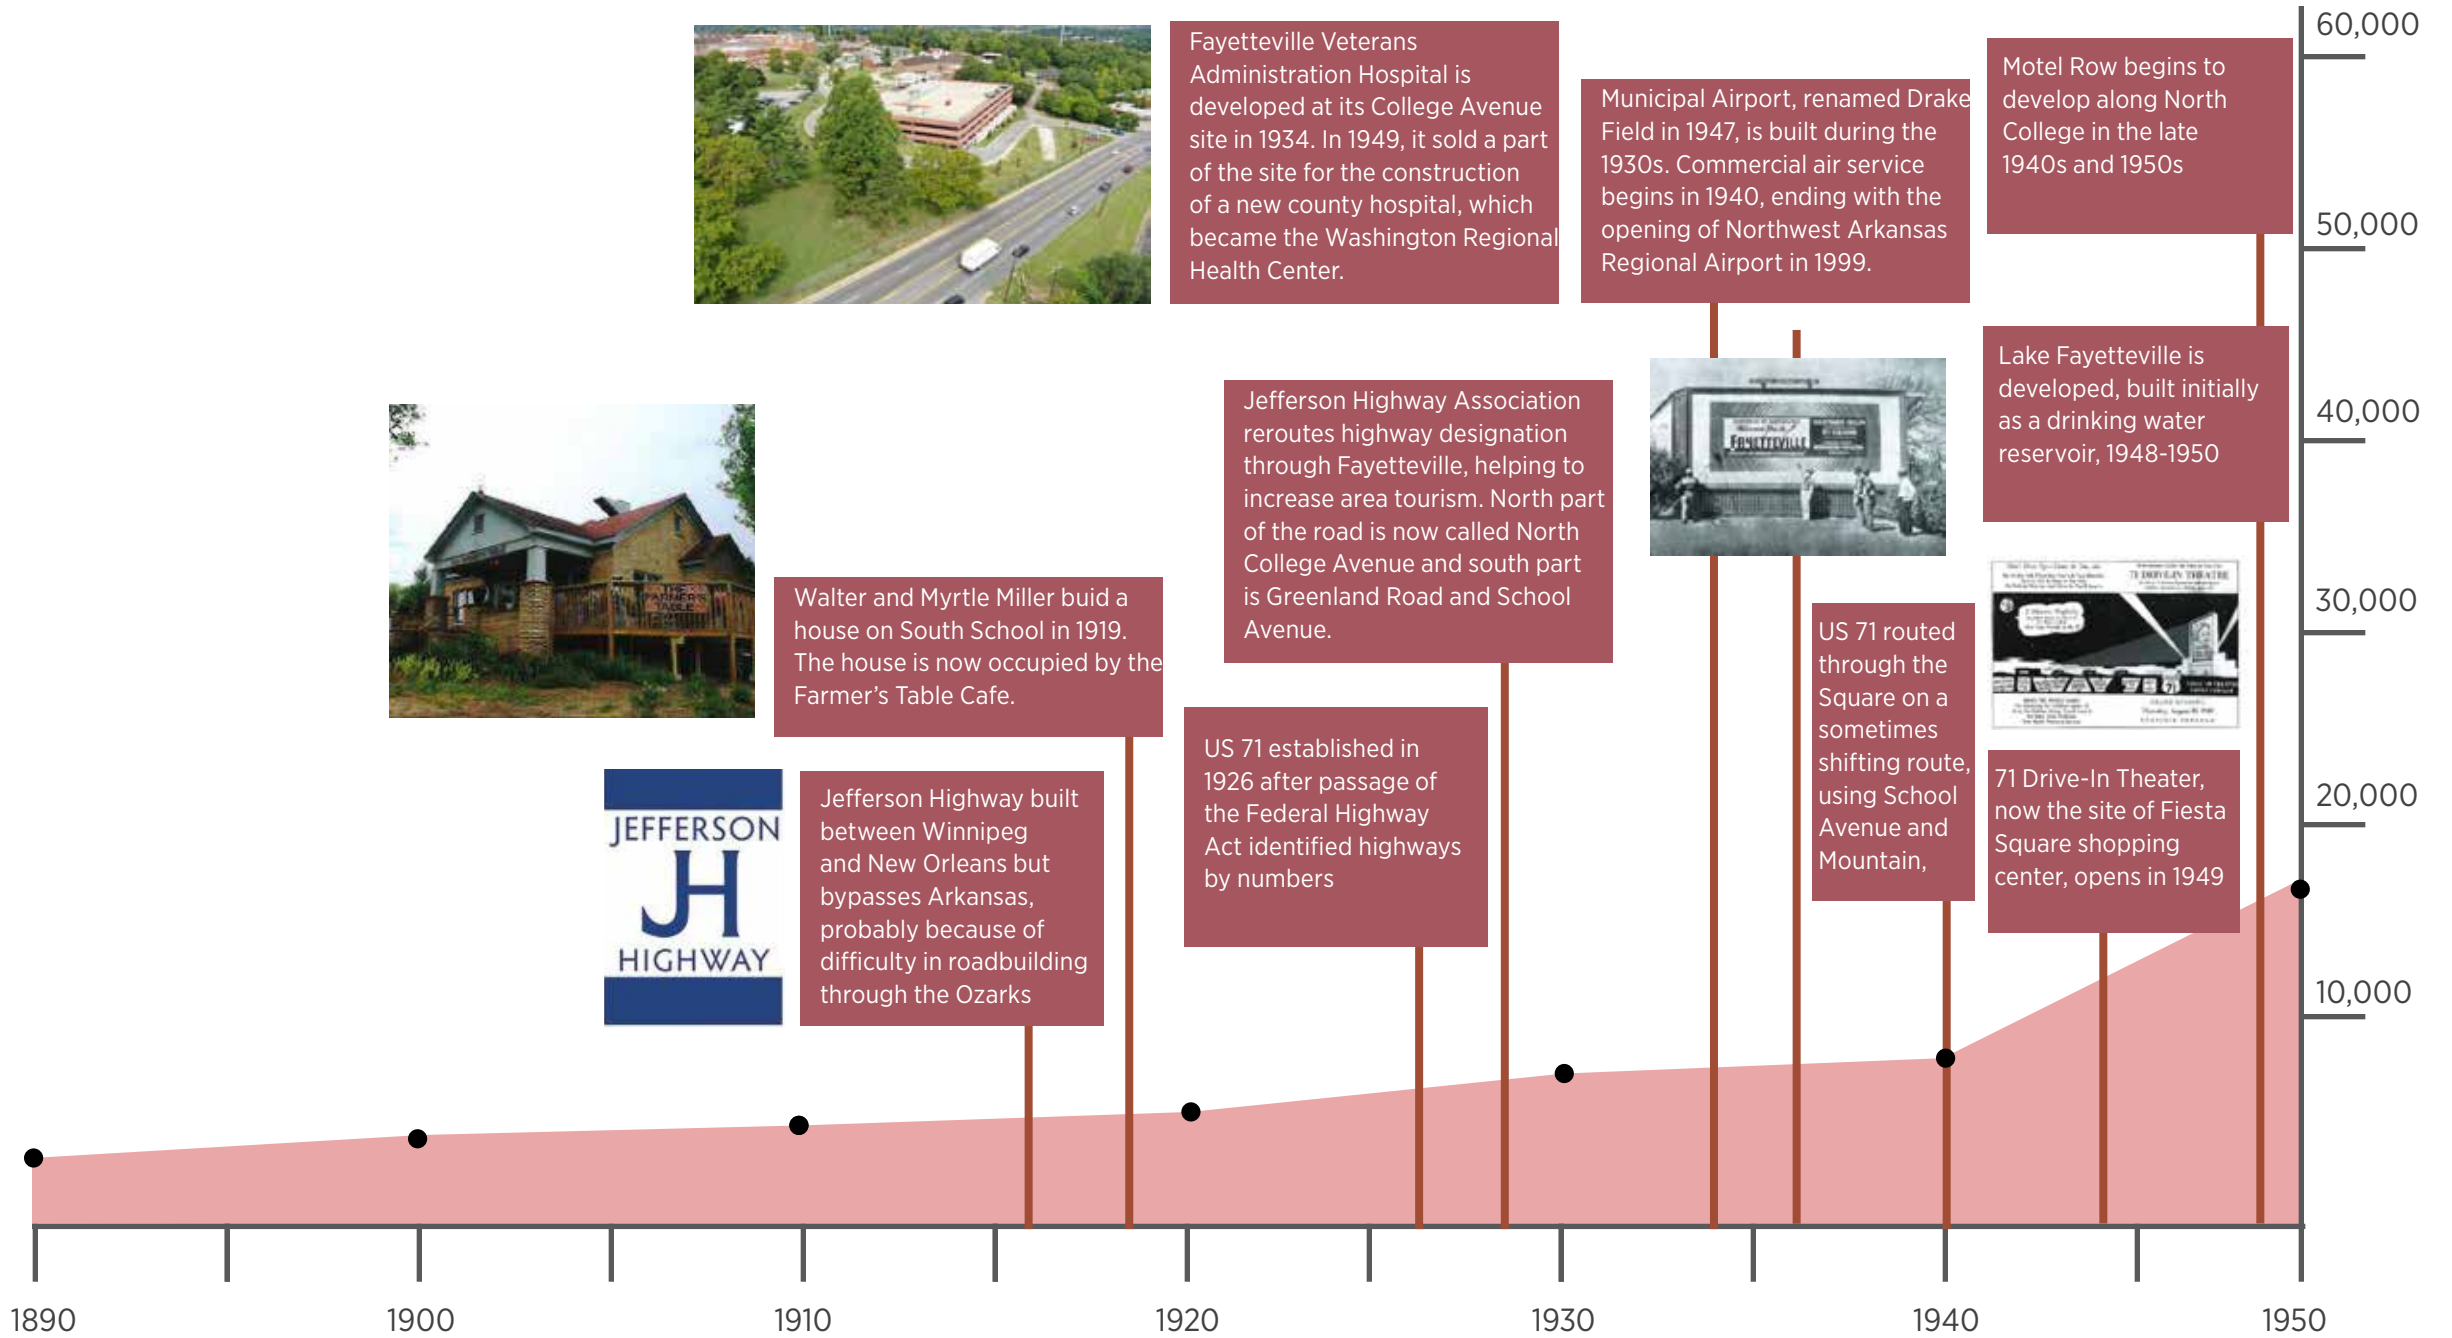 Fayetteville Veterans
Administration Hospital is
developed at its College Avenue
site in 1934. In 1949, it sold a part
of the site for the construction
of a new county hospital, which
became the Washington Regional
Health Center.
Municipal Airport, renamed Drake
Field in 1947, is built during the
1930s. Commercial air service
begins in 1940, ending with the
opening of Northwest Arkansas
Regional Airport in 1999.
Motel Row begins to
develop along North
College in the late
1940s and 1950s
Lake Fayetteville is
developed, built initially
as a drinking water
reservoir, 1948-1950
Jefferson Highway Association
reroutes highway designation
through Fayetteville, helping to
increase area tourism. North part
of the road is now called North
College Avenue and south part
is Greenland Road and School
Avenue.
FAYETTEVILLE
Walter and Myrtle Miller buid a
house on South School in 1919.
The house is now occupied by the
Farmer's Table Cafe.
FARMER'S
TABLE
US 71 routed
through the
Square on a
sometimes
shifting route,
using School
Avenue and
Mountain,
71 DRIVE-IN THEATRE
71 Drive-In Theater,
now the site of Fiesta
Square shopping
center, opens in 1949
US 71 established in
1926 after passage of
the Federal Highway
Act identified highways
by numbers
JEFFERSON
JH
HIGHWAY
Jefferson Highway built
between Winnipeg
and New Orleans but
bypasses Arkansas,
probably because of
difficulty in roadbuilding
through the Ozarks
60,000
50,000
40,000
30,000
20,000
10,000
1890
1900
1910
1920
1930
1940
1950